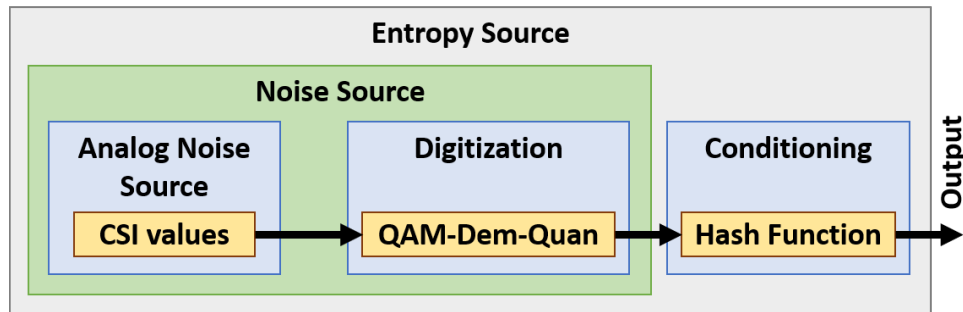 Entropy Source
Noise Source
Analog Noise
Source
CSI values
Digitization
QAM-Dem-Quan
Conditioning
Hash Function
Output